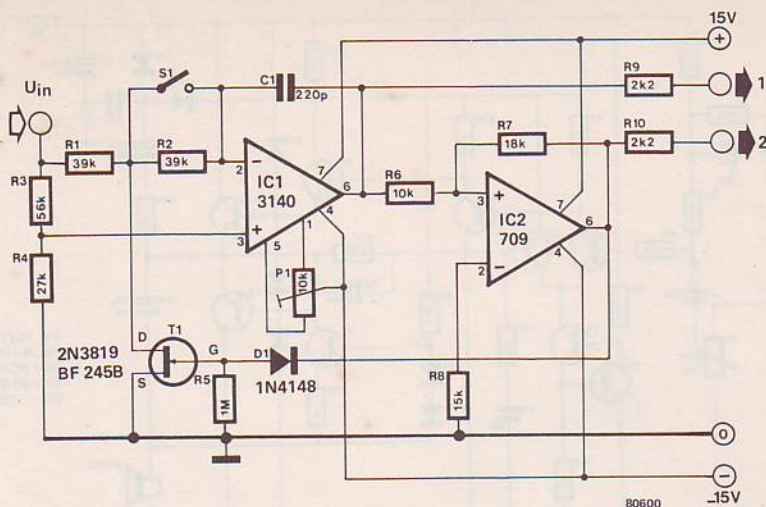 15V
+
S1
C1
220p
R9
2k2
1
Uin
R1
39k
R2
39k
R7
18k
R10
2k2
2
2
7
R3
56k
IC1
3140
6
R6
10k
3
+
7
4
IC2
709
6
R4
27k
3
+
5
1
P1
10k
2
4
T1
D
G
D1
2N3819
BF 245B
S
R5
1M
1N4148
R8
15k
0
−
–15V
80600